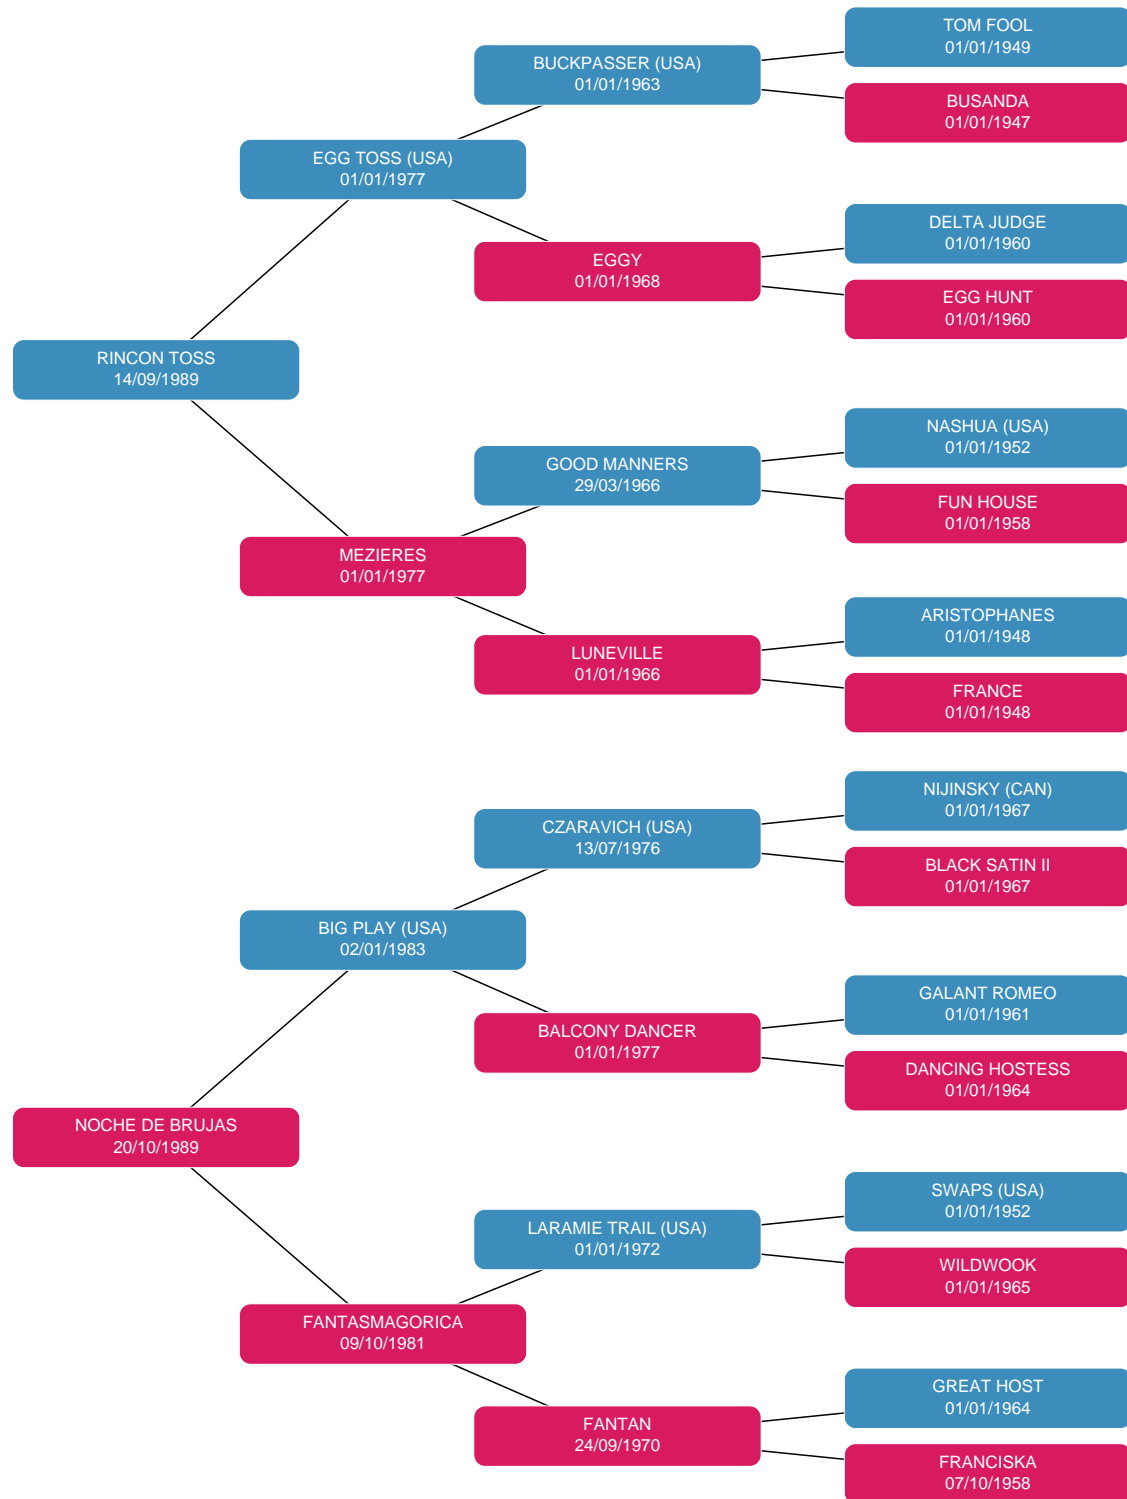 TOM FOOL
01/01/1949
BUCKPASSER (USA)
01/01/1963
BUSANDA
01/01/1947
EGG TOSS (USA)
01/01/1977
DELTA JUDGE
01/01/1960
EGGY
01/01/1968
EGG HUNT
01/01/1960
RINCON TOSS
14/09/1989
NASHUA (USA)
01/01/1952
GOOD MANNERS
29/03/1966
FUN HOUSE
01/01/1958
MEZIERES
01/01/1977
ARISTOPHANES
01/01/1948
LUNEVILLE
01/01/1966
FRANCE
01/01/1948
NIJINSKY (CAN)
01/01/1967
CZARAVICH (USA)
13/07/1976
BLACK SATIN II
01/01/1967
BIG PLAY (USA)
02/01/1983
GALANT ROMEO
01/01/1961
BALCONY DANCER
01/01/1977
DANCING HOSTESS
01/01/1964
NOCHE DE BRUJAS
20/10/1989
SWAPS (USA)
01/01/1952
LARAMIE TRAIL (USA)
01/01/1972
WILDWOOK
01/01/1965
FANTASMAGORICA
09/10/1981
GREAT HOST
01/01/1964
FANTAN
24/09/1970
FRANCISKA
07/10/1958